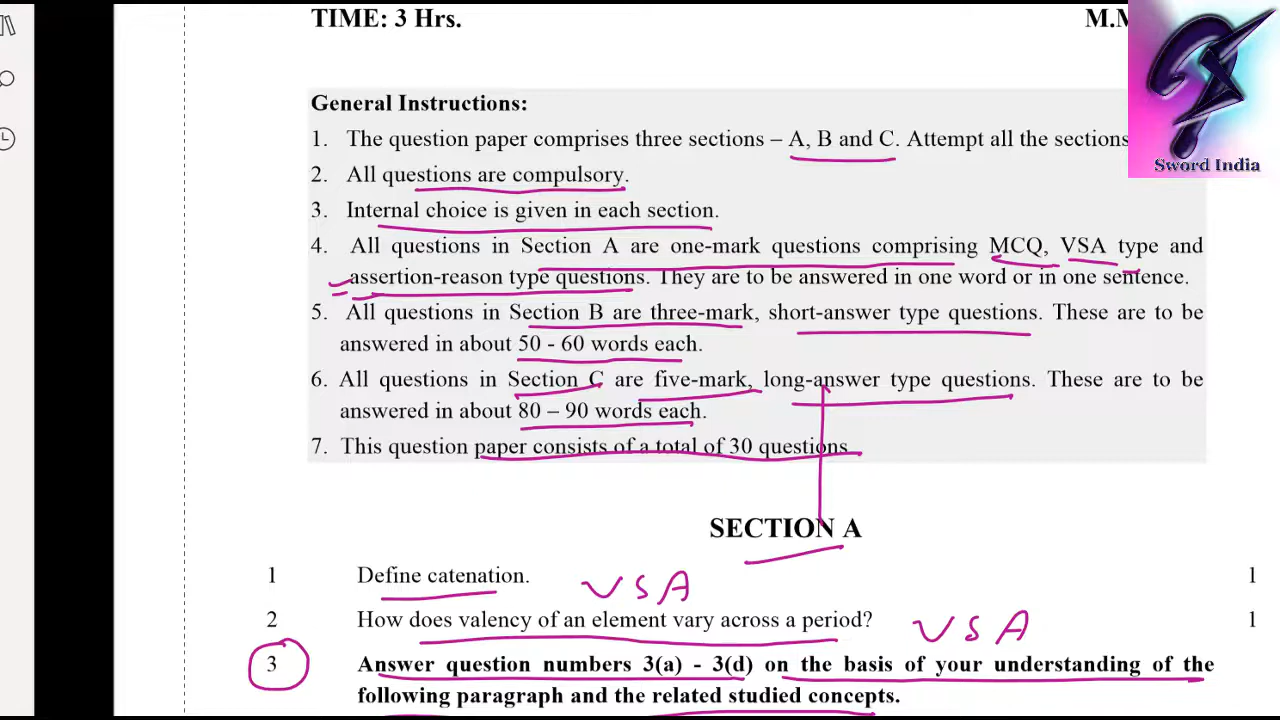 TIME: 3 Hrs. M.M
Sword India
General Instructions:
1. The question paper comprises three sections – A, B and C. Attempt all the sections
2. All questions are compulsory.
3. Internal choice is given in each section.
4. All questions in Section A are one-mark questions comprising MCQ, VSA type and
assertion-reason type questions. They are to be answered in one word or in one sentence.
5. All questions in Section B are three-mark, short-answer type questions. These are to be
answered in about 50 - 60 words each.
6. All questions in Section C are five-mark, long-answer type questions. These are to be
answered in about 80 – 90 words each.
7. This question paper consists of a total of 30 questions
SECTION A
1 Define catenation. VSA 1
2 How does valency of an element vary across a period? VSA 1
3 Answer question numbers 3(a) - 3(d) on the basis of your understanding of the
following paragraph and the related studied concepts.